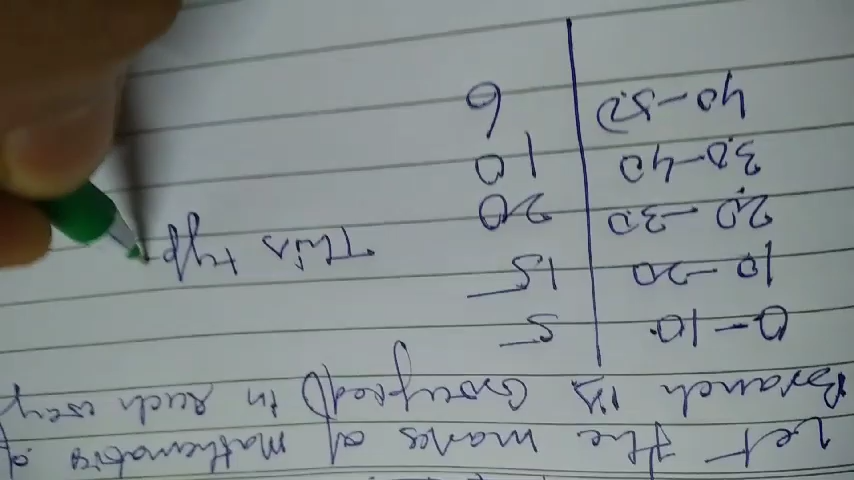 Let the marks of mathematics of
Branch is Grouped in such way
0-10 5
10-20 15
20-30 20 This typ
30-40 10
40-50 6